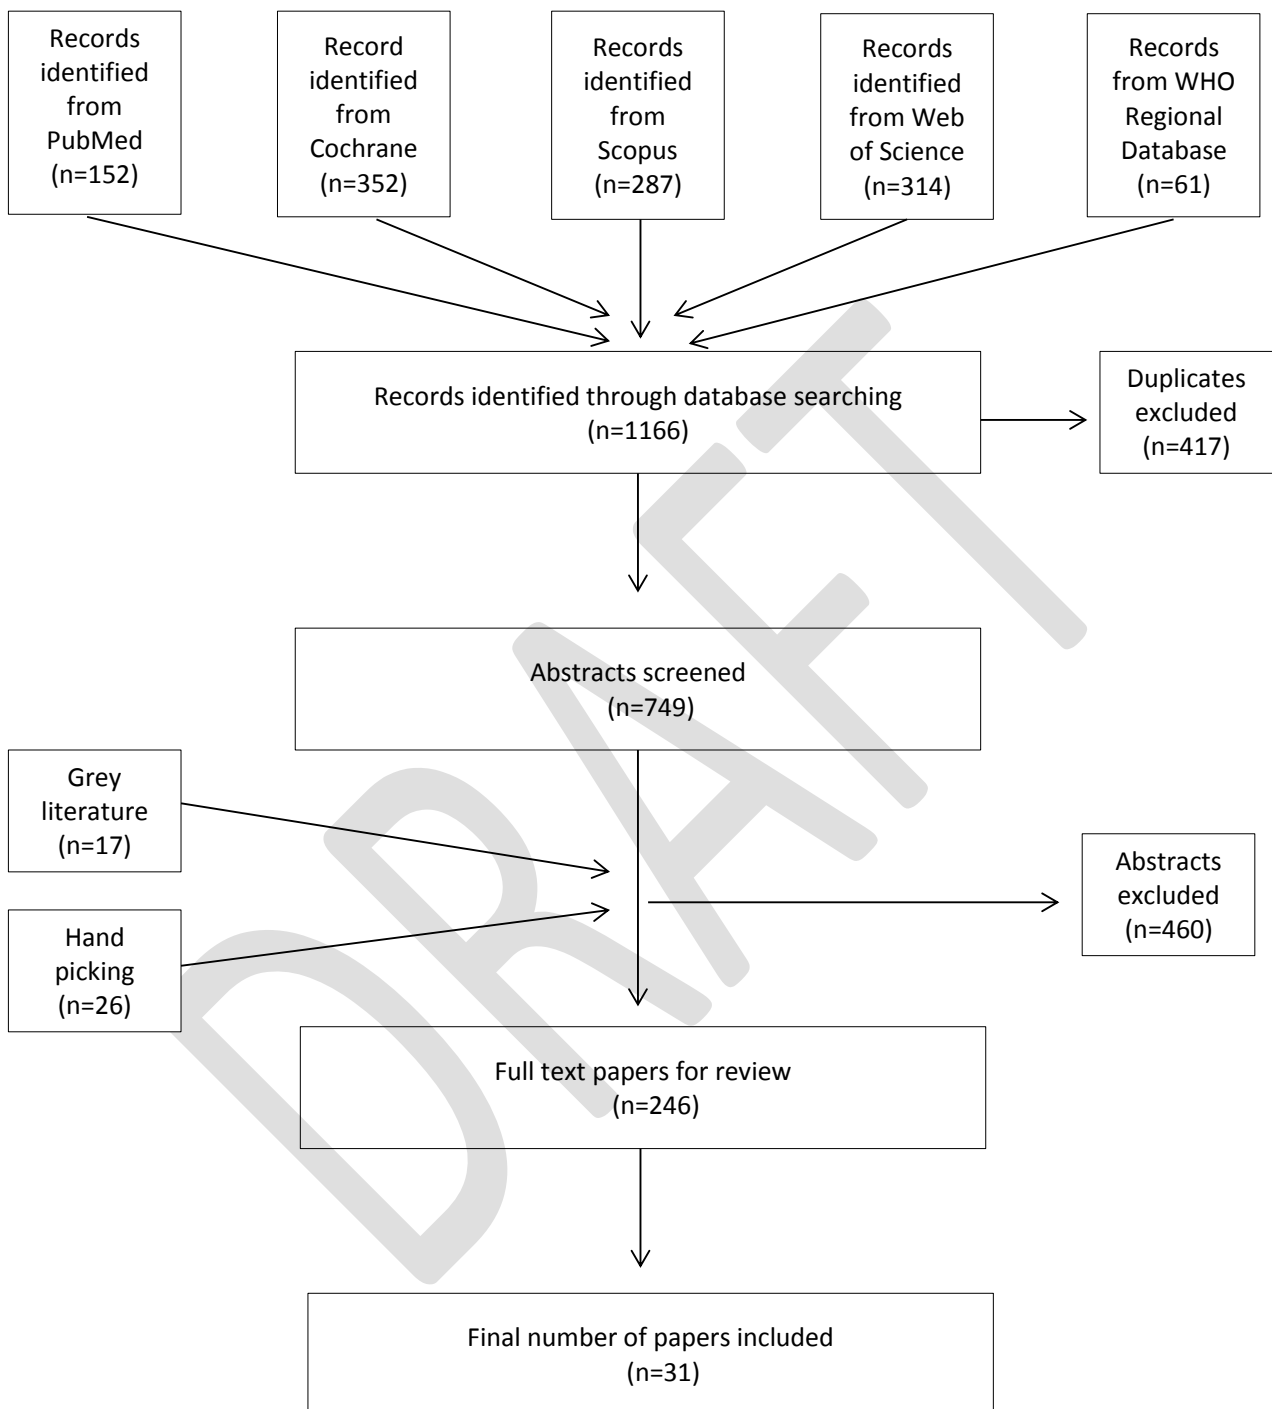 Records
identified
from
PubMed
(n=152)
Record
identified
from
Cochrane
(n=352)
Records
identified
from
Scopus
(n=287)
Records
identified
from Web
of Science
(n=314)
Records
from WHO
Regional
Database
(n=61)
Records identified through database searching
(n=1166)
Duplicates
excluded
(n=417)
Abstracts screened
(n=749)
Grey
literature
(n=17)
Hand
picking
(n=26)
Abstracts
excluded
(n=460)
Full text papers for review
(n=246)
Final number of papers included
(n=31)
DRAFT